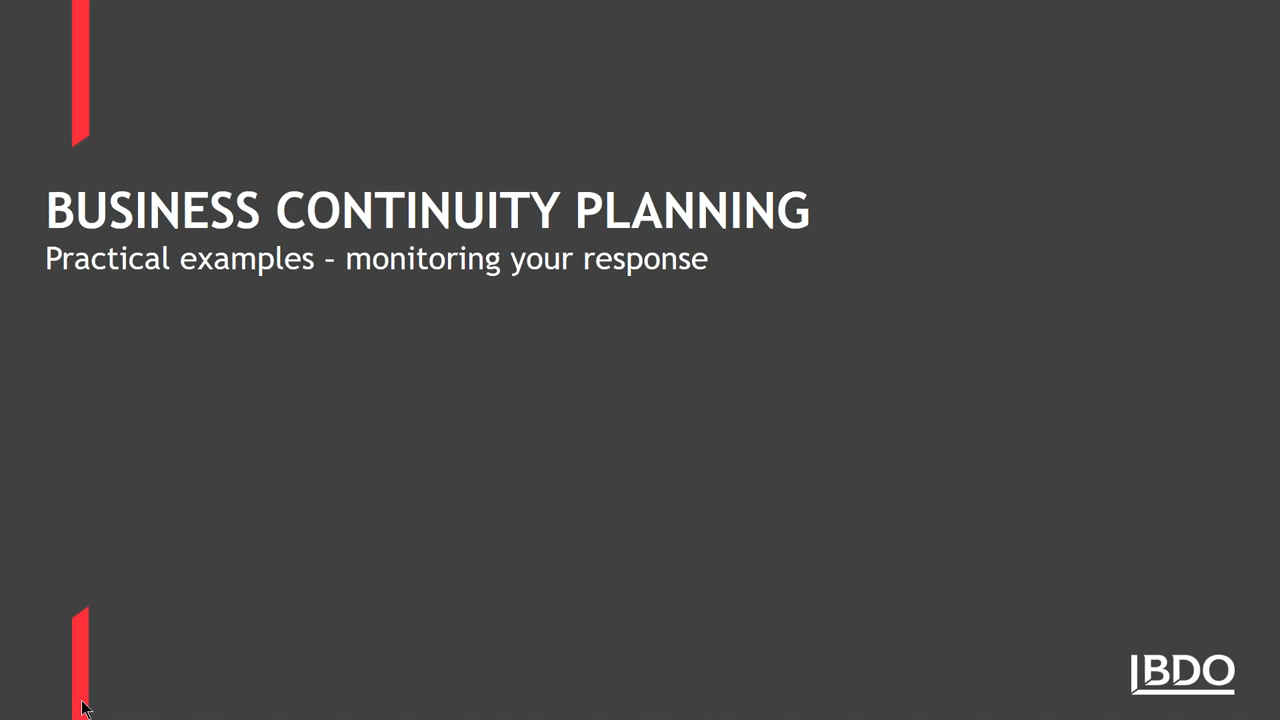 BUSINESS CONTINUITY PLANNING
Practical examples – monitoring your response
BDO